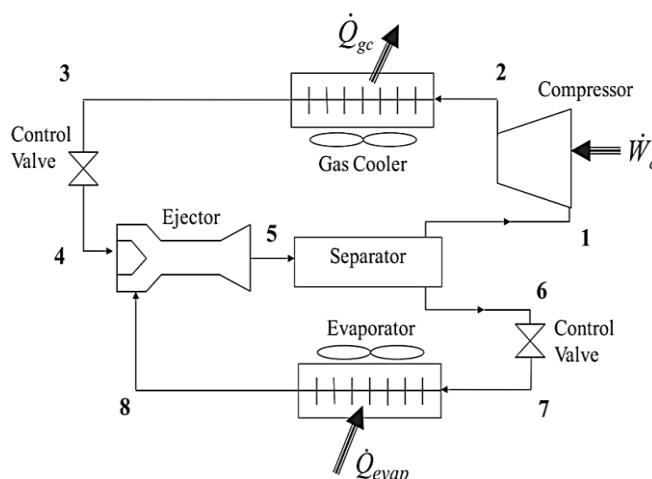 Q̇gc
3
2
Compressor
Control
Valve
Gas Cooler
Ẇc
Ejector
4
5
Separator
1
6
Evaporator
Control
Valve
8
7
Q̇evap